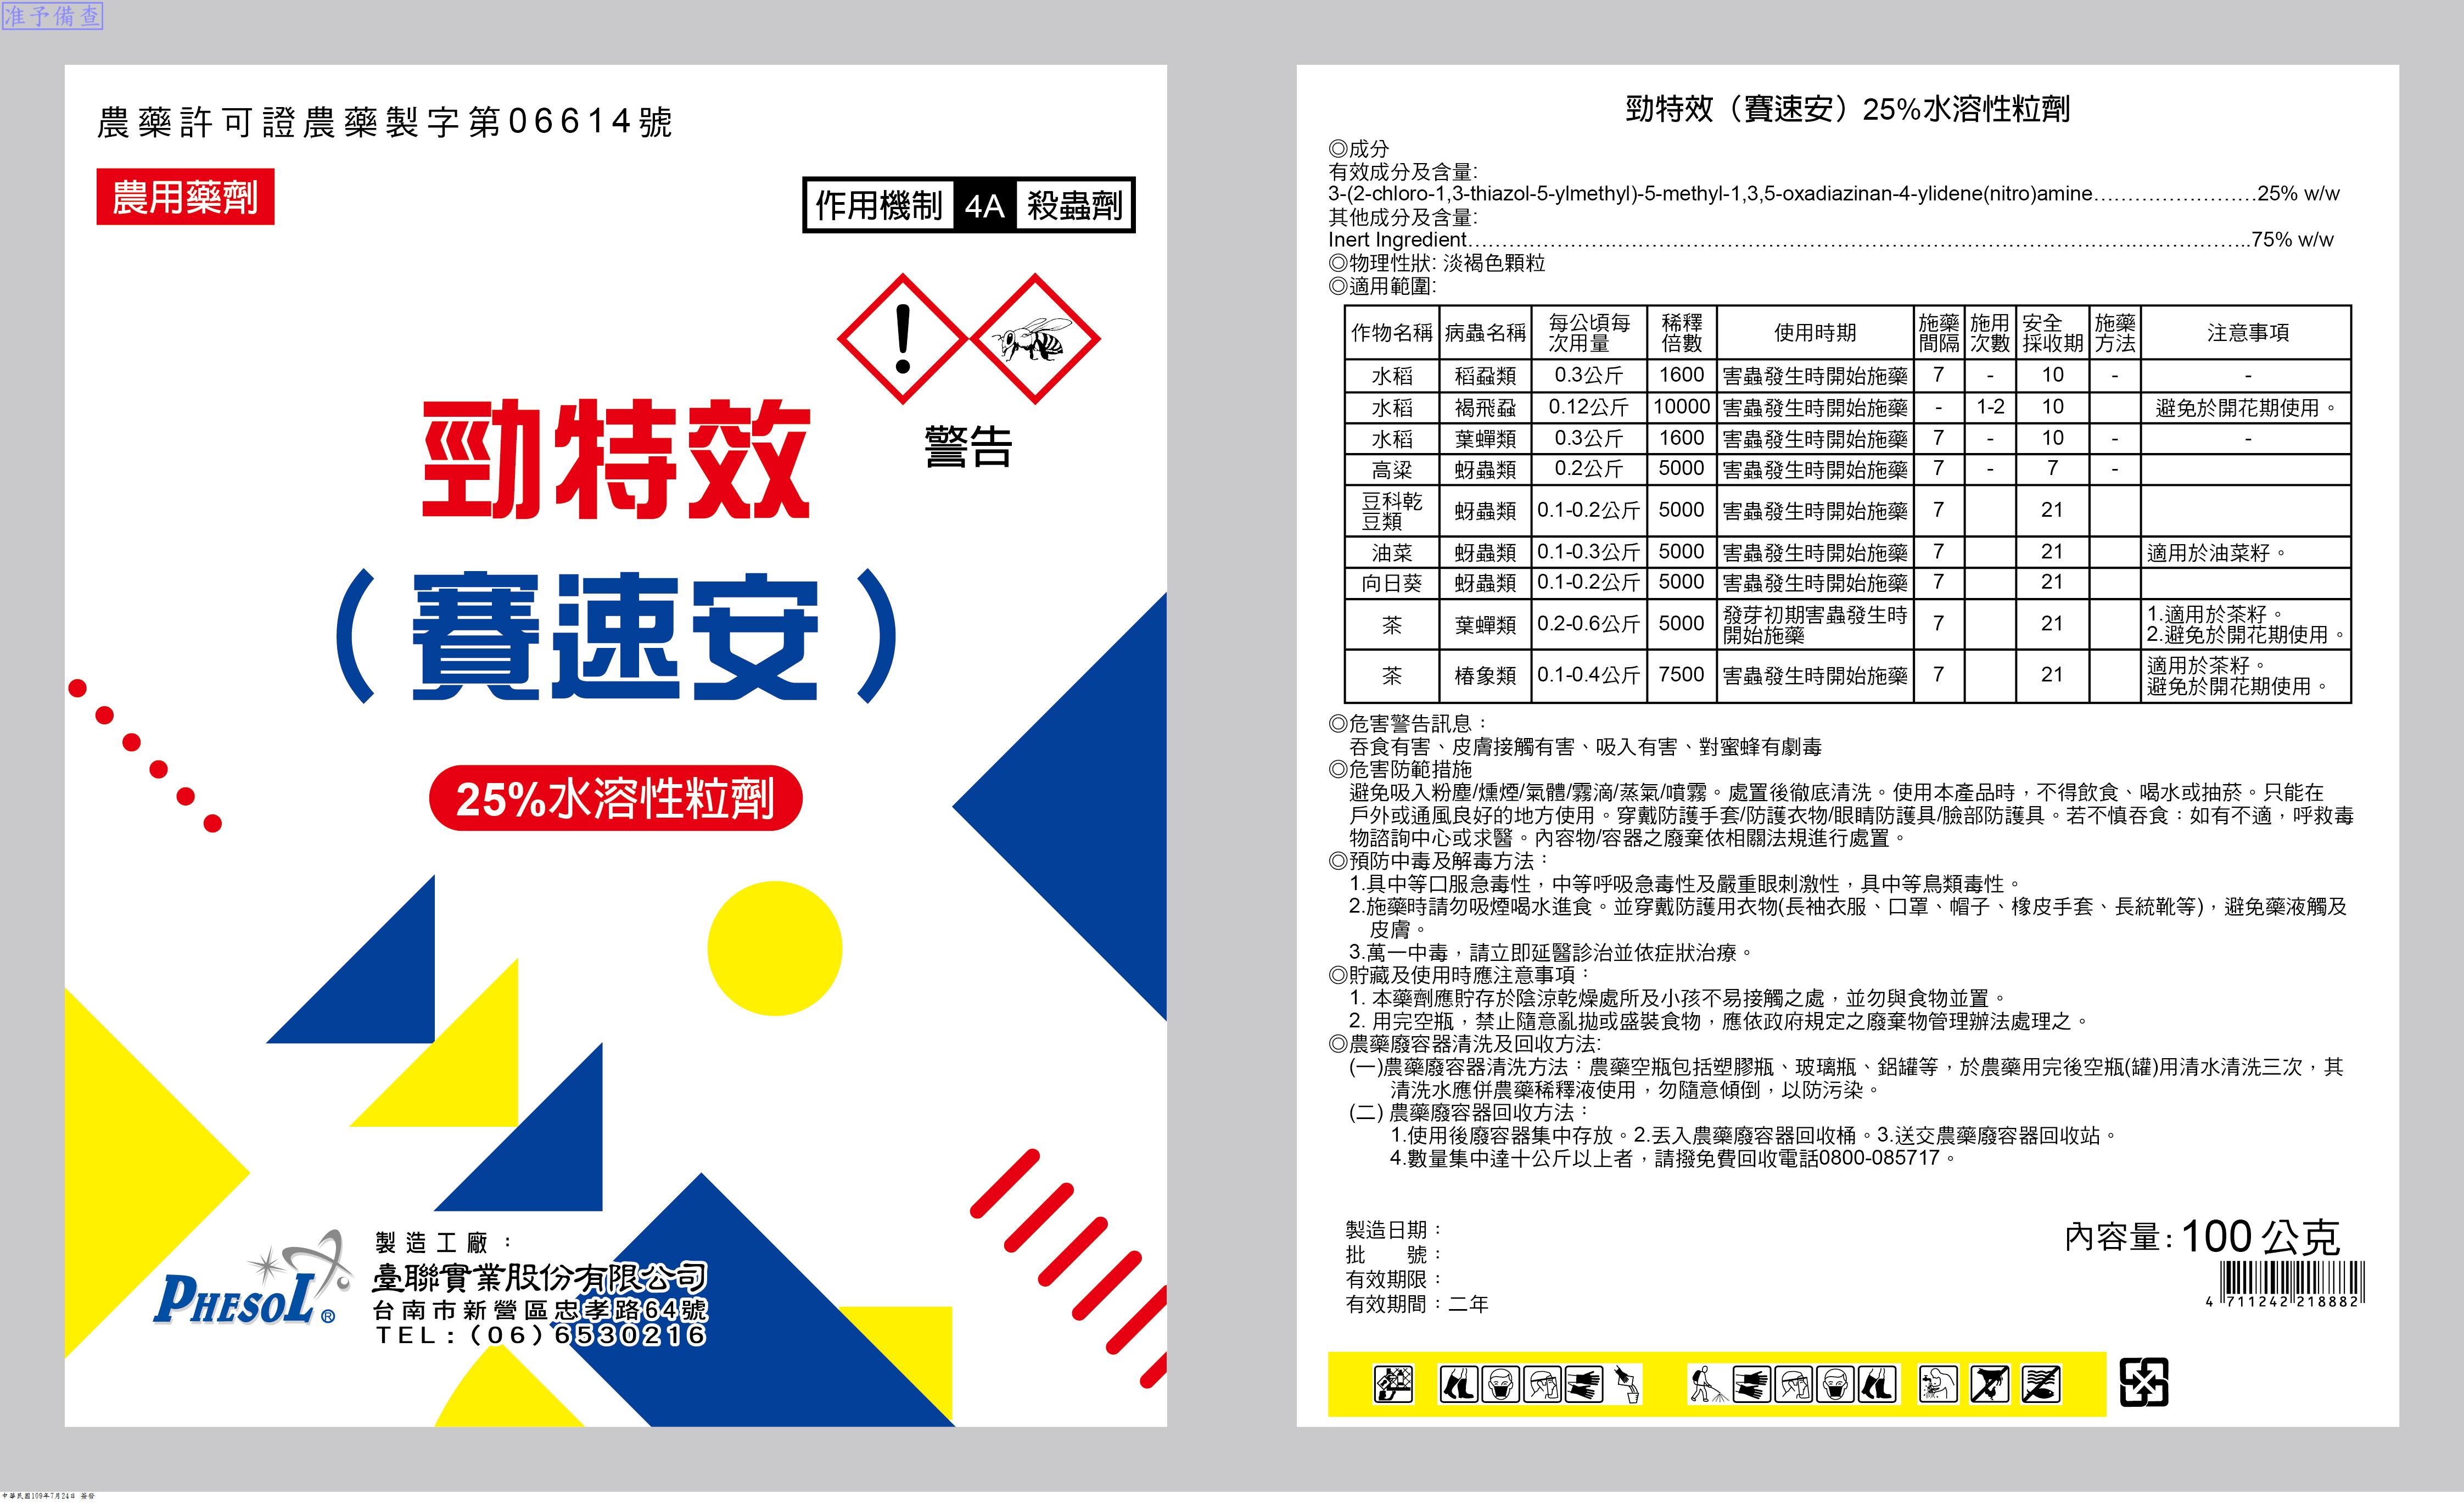 准予備查
農藥許可證農藥製字第06614號
農用藥劑
作用機制 4A 殺蟲劑
警告
勁特效
（賽速安）
25%水溶性粒劑
PHESOL®
製造工廠：
臺聯實業股份有限公司
台南市新營區忠孝路64號
TEL：(06)6530216
勁特效（賽速安）25%水溶性粒劑
◎成分
有效成分及含量:
3-(2-chloro-1,3-thiazol-5-ylmethyl)-5-methyl-1,3,5-oxadiazinan-4-ylidene(nitro)amine……………………25% w/w
其他成分及含量:
Inert Ingredient……………………………………………………………………………………………………..75% w/w
◎物理性狀: 淡褐色顆粒
◎適用範圍:
作物名稱 病蟲名稱 每公頃每次用量 稀釋倍數 使用時期 施藥間隔 施用次數 安全採收期 施藥方法 注意事項
水稻 稻蝨類 0.3公斤 1600 害蟲發生時開始施藥 7 - 10 - -
水稻 褐飛蝨 0.12公斤 10000 害蟲發生時開始施藥 - 1-2 10 避免於開花期使用。
水稻 葉蟬類 0.3公斤 1600 害蟲發生時開始施藥 7 - 10 - -
高粱 蚜蟲類 0.2公斤 5000 害蟲發生時開始施藥 7 - 7 -
豆科乾豆類 蚜蟲類 0.1-0.2公斤 5000 害蟲發生時開始施藥 7 21
油菜 蚜蟲類 0.1-0.3公斤 5000 害蟲發生時開始施藥 7 21 適用於油菜籽。
向日葵 蚜蟲類 0.1-0.2公斤 5000 害蟲發生時開始施藥 7 21
茶 葉蟬類 0.2-0.6公斤 5000 發芽初期害蟲發生時開始施藥 7 21 1.適用於茶籽。 2.避免於開花期使用。
茶 椿象類 0.1-0.4公斤 7500 害蟲發生時開始施藥 7 21 適用於茶籽。 避免於開花期使用。
◎危害警告訊息：
吞食有害、皮膚接觸有害、吸入有害、對蜜蜂有劇毒
◎危害防範措施
避免吸入粉塵/燻煙/氣體/霧滴/蒸氣/噴霧。處置後徹底清洗。使用本產品時，不得飲食、喝水或抽菸。只能在
戶外或通風良好的地方使用。穿戴防護手套/防護衣物/眼睛防護具/臉部防護具。若不慎吞食：如有不適，呼救毒
物諮詢中心或求醫。內容物/容器之廢棄依相關法規進行處置。
◎預防中毒及解毒方法：
1.具中等口服急毒性，中等呼吸急毒性及嚴重眼刺激性，具中等鳥類毒性。
2.施藥時請勿吸煙喝水進食。並穿戴防護用衣物(長袖衣服、口罩、帽子、橡皮手套、長統靴等)，避免藥液觸及
皮膚。
3.萬一中毒，請立即延醫診治並依症狀治療。
◎貯藏及使用時應注意事項：
1. 本藥劑應貯存於陰涼乾燥處所及小孩不易接觸之處，並勿與食物並置。
2. 用完空瓶，禁止隨意亂拋或盛裝食物，應依政府規定之廢棄物管理辦法處理之。
◎農藥廢容器清洗及回收方法:
(一)農藥廢容器清洗方法：農藥空瓶包括塑膠瓶、玻璃瓶、鋁罐等，於農藥用完後空瓶(罐)用清水清洗三次，其
清洗水應併農藥稀釋液使用，勿隨意傾倒，以防污染。
(二) 農藥廢容器回收方法：
1.使用後廢容器集中存放。2.丟入農藥廢容器回收桶。3.送交農藥廢容器回收站。
4.數量集中達十公斤以上者，請撥免費回收電話0800-085717。
製造日期：
批　　號：
有效期限：
有效期間：二年
內容量: 100 公克
4 711242 218882
中華民國109年7月24日 簽發